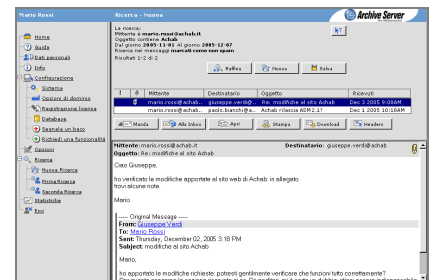 Mario Rossi
Ricerca - Nuova
Archive Server
La ricerca:
Mittente è mario.rossi@achab.it
Oggetto contiene Achab
Dal giorno 2005-11-01 Al giorno 2005-12-07
Ricerca nei messaggi marcati come non spam
Risultati 1-2 di 2
Home
Guida
Dati personali
Info
Configurazione
Sistema
Opzioni di dominio
Registrazione licenza
Database
Segnala un baco
Richiedi una funzionalità
Opzioni
Ricerca
Nuova Ricerca
Prima Ricerca
Seconda Ricerca
Statistiche
Esci
Raffina
Nuova
Salva
! Mittente Destinatario Oggetto Ricevuti
mario.rossi@achab.. giuseppe.verdi@.. Re: modifiche al sito Achab Dec 3 2005 9:08AM
mario.rossi@achab.. paolo.bianchi@a.. Achab rilascia ASM 2.1? Dec 1 2005 10:18AM
Manda
Alla Inbox
Apri
Stampa
Download
Headers
Mittente: mario.rossi@achab.it Destinatario: giuseppe.verdi@achab
Oggetto: Re: modifiche al sito Achab
Ciao Giuseppe,
ho verificato le modifiche apportate al sito web di Achab: in allegato
trovi alcune note.
Mario
----- Original Message -----
From: Giuseppe Verdi
To: Mario Rossi
Sent: Thursday, December 02, 2005 3:18 PM
Subject: modifiche al sito Achab
Mario,
ho apportato le modifiche richieste: potresti gentilmente verificare che funzioni tutto correttamente?